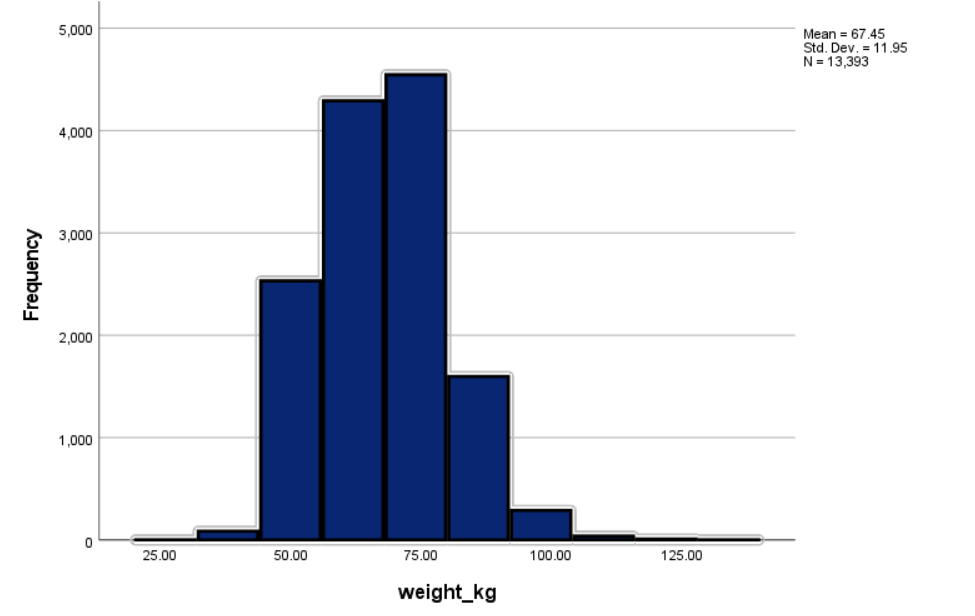 5,000
Mean = 67.45
Std. Dev. = 11.95
N = 13,393
4,000
3,000
Frequency
2,000
1,000
0
25.00 50.00 75.00 100.00 125.00
weight_kg